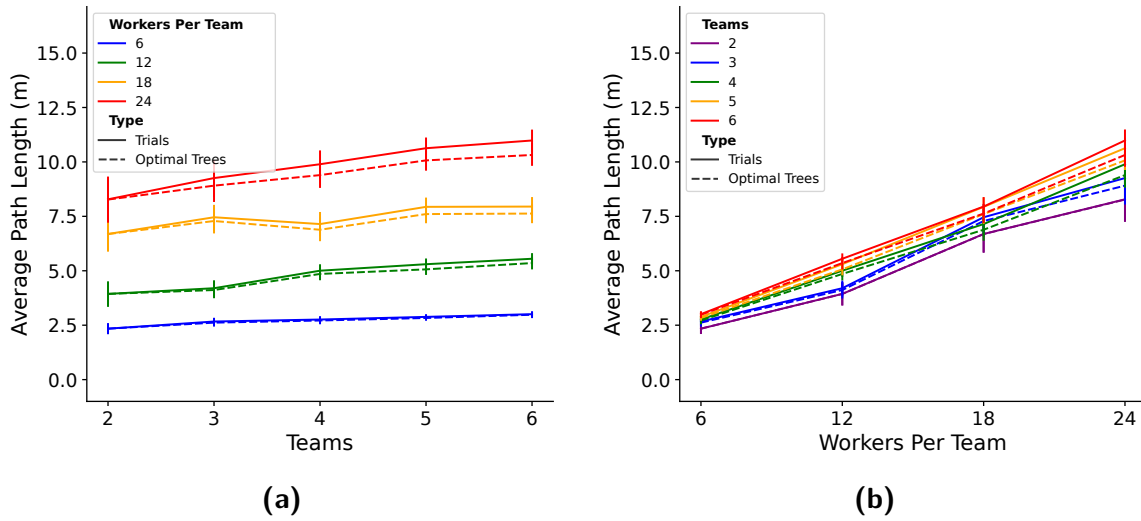 Average Path Length (m)
15.0
12.5
10.0
7.5
5.0
2.5
0.0
Workers Per Team
6
12
18
24
Type
Trials
Optimal Trees
2
3
4
5
6
Teams
(a)
Average Path Length (m)
15.0
12.5
10.0
7.5
5.0
2.5
0.0
Teams
2
3
4
5
6
Type
Trials
Optimal Trees
6
12
18
24
Workers Per Team
(b)